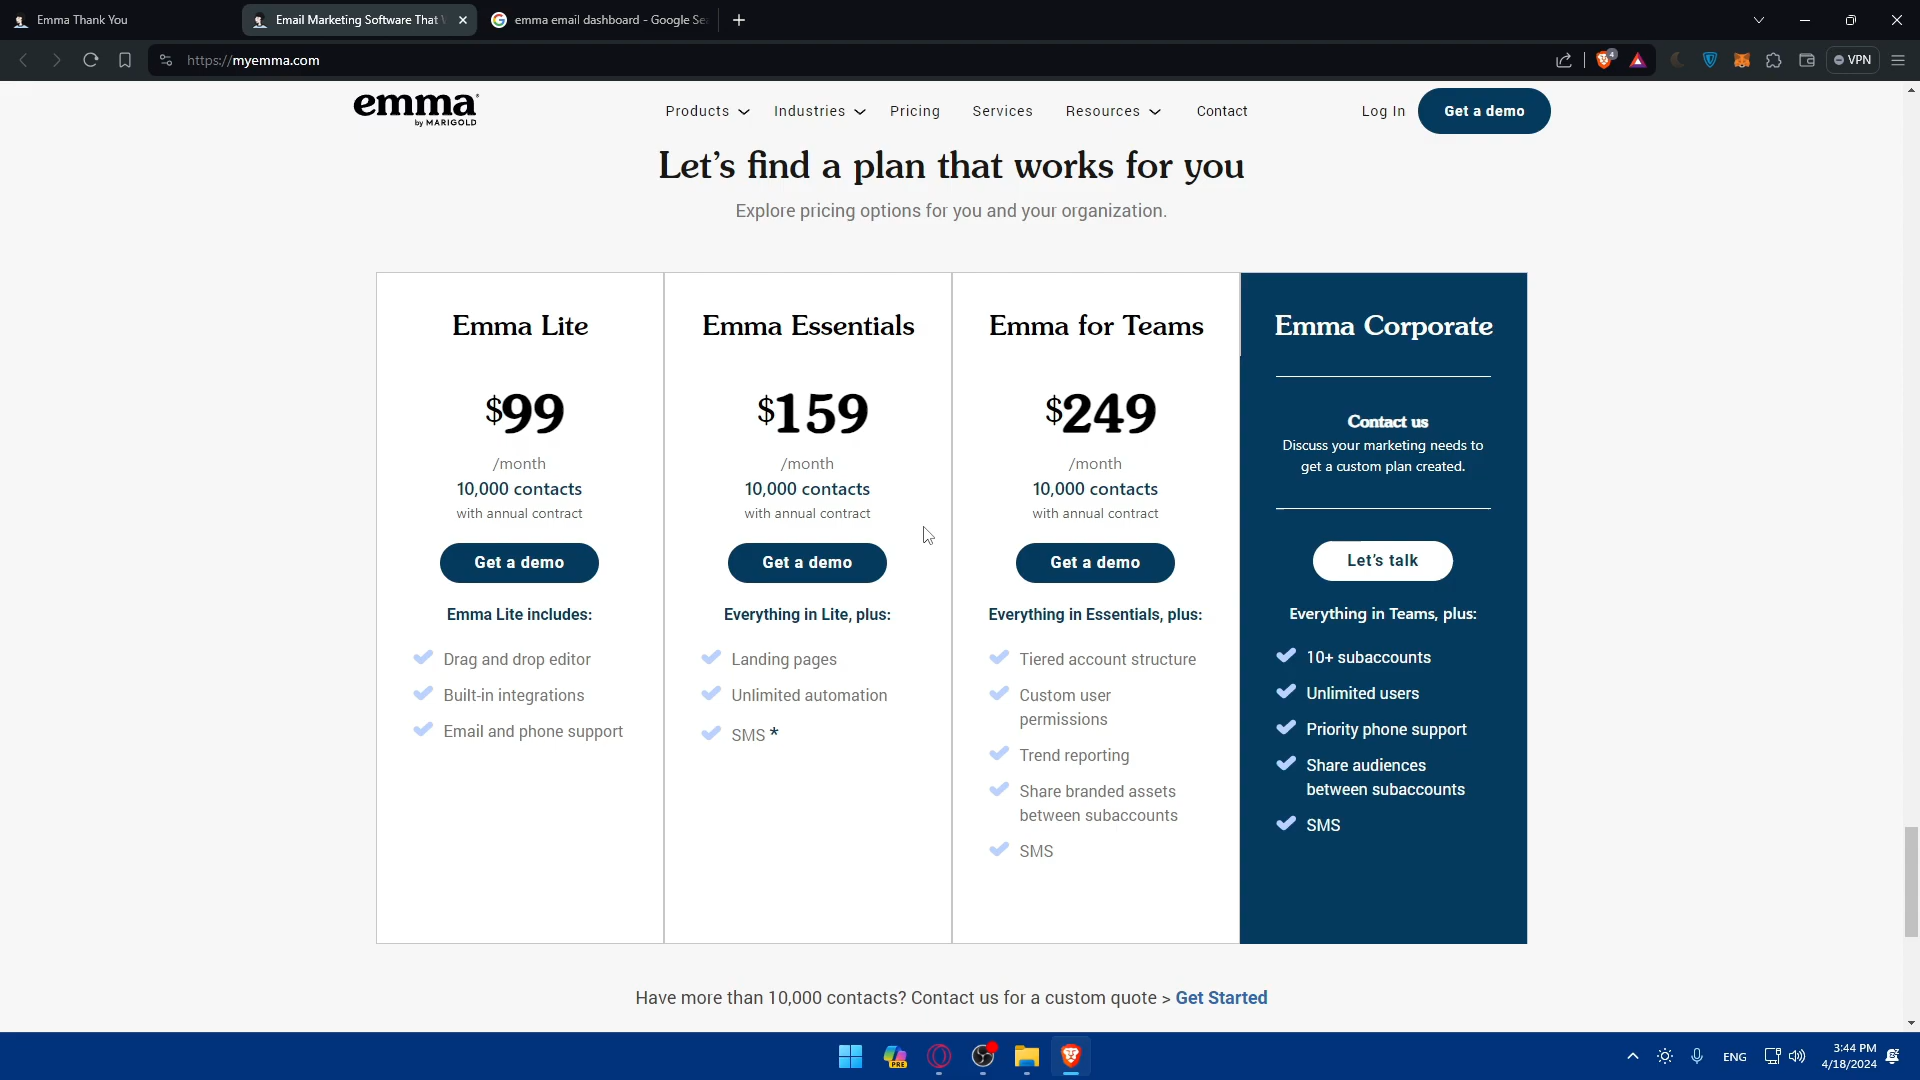 Emma Thank You
Email Marketing Software That
emma email dashboard - Google Se
https://myemma.com
4
VPN
emma
by MARIGOLD
Products
Industries
Pricing
Services
Resources
Contact
Log In
Get a demo
Let's find a plan that works for you
Explore pricing options for you and your organization.
Emma Lite
$99
/month
10,000 contacts
with annual contract
Get a demo
Emma Lite includes:
Drag and drop editor
Built-in integrations
Email and phone support
Emma Essentials
$159
/month
10,000 contacts
with annual contract
Get a demo
Everything in Lite, plus:
Landing pages
Unlimited automation
SMS *
Emma for Teams
$249
/month
10,000 contacts
with annual contract
Get a demo
Everything in Essentials, plus:
Tiered account structure
Custom user
permissions
Trend reporting
Share branded assets
between subaccounts
SMS
Emma Corporate
Contact us
Discuss your marketing needs to
get a custom plan created.
Let's talk
Everything in Teams, plus:
10+ subaccounts
Unlimited users
Priority phone support
Share audiences
between subaccounts
SMS
Have more than 10,000 contacts? Contact us for a custom quote > Get Started
PRE
ENG
3:44 PM
4/18/2024